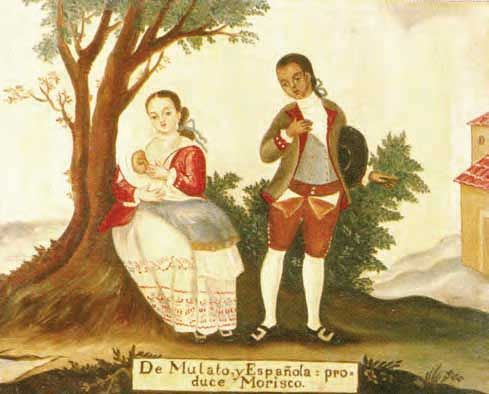 De Mulato, y Española: pro-
duce Morisco.